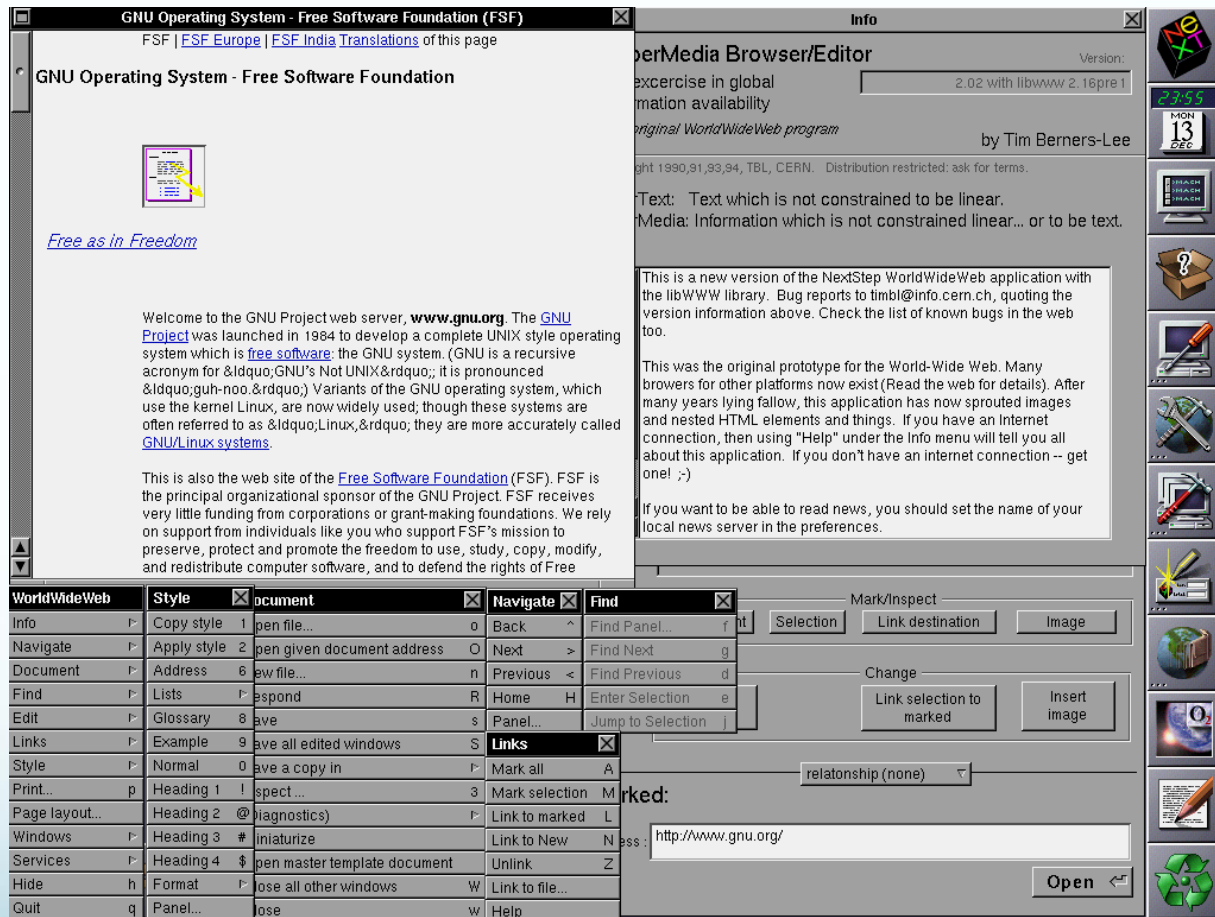 GNU Operating System - Free Software Foundation (FSF)
FSF | FSF Europe | FSF India Translations of this page
GNU Operating System - Free Software Foundation
Free as in Freedom
Welcome to the GNU Project web server, www.gnu.org. The GNU
Project was launched in 1984 to develop a complete UNIX style operating
system which is free software: the GNU system. (GNU is a recursive
acronym for &ldquo;GNU's Not UNIX&rdquo;; it is pronounced
&ldquo;guh-noo.&rdquo;) Variants of the GNU operating system, which
use the kernel Linux, are now widely used; though these systems are
often referred to as &ldquo;Linux,&rdquo; they are more accurately called
GNU/Linux systems.
This is also the web site of the Free Software Foundation (FSF). FSF is
the principal organizational sponsor of the GNU Project. FSF receives
very little funding from corporations or grant-making foundations. We rely
on support from individuals like you who support FSF's mission to
preserve, protect and promote the freedom to use, study, copy, modify,
and redistribute computer software, and to defend the rights of Free
Info
perMedia Browser/Editor
Version:
excercise in global
mation availability
2.02 with libwww 2.16pre1
original WorldWideWeb program
by Tim Berners-Lee
ght 1990,91,93,94, TBL, CERN. Distribution restricted: ask for terms.
rText: Text which is not constrained to be linear.
rMedia: Information which is not constrained linear... or to be text.
This is a new version of the NextStep WorldWideWeb application with
the libWWW library. Bug reports to timbl@info.cern.ch, quoting the
version information above. Check the list of known bugs in the web
too.
This was the original prototype for the World-Wide Web. Many
browsers for other platforms now exist (Read the web for details). After
many years lying fallow, this application has now sprouted images
and nested HTML elements and things. If you have an Internet
connection, then using "Help" under the Info menu will tell you all
about this application. If you don't have an internet connection -- get
one! ;-)
If you want to be able to read news, you should set the name of your
local news server in the preferences.
WorldWideWeb
Info
Navigate
Document
Find
Edit
Links
Style
Print... p
Page layout...
Windows
Services
Hide h
Quit q
Style
Copy style 1
Apply style 2
Address 6
Lists
Glossary 8
Example 9
Normal 0
Heading 1 !
Heading 2 @
Heading 3 #
Heading 4 $
Format
Panel...
ocument
pen file... o
pen given document address O
ew file... n
espond R
ave s
ave all edited windows S
ave a copy in
spect ... 3
iagnostics)
iniaturize
pen master template document
lose all other windows W
lose w
Navigate
Back ^
Next >
Previous <
Home H
Panel...
Links
Mark all A
Mark selection M
Link to marked L
Link to New N
Unlink Z
Link to file...
Help
Find
Find Panel... f
Find Next g
Find Previous d
Enter Selection e
Jump to Selection j
Mark/Inspect
nt
Selection
Link destination
Image
Change
Link selection to
marked
Insert
image
relatonship (none)
rked:
ess :
http://www.gnu.org/
Open
NeXT
23:55
MON
13
DEC
MACH
MACH
MACH
?
O2